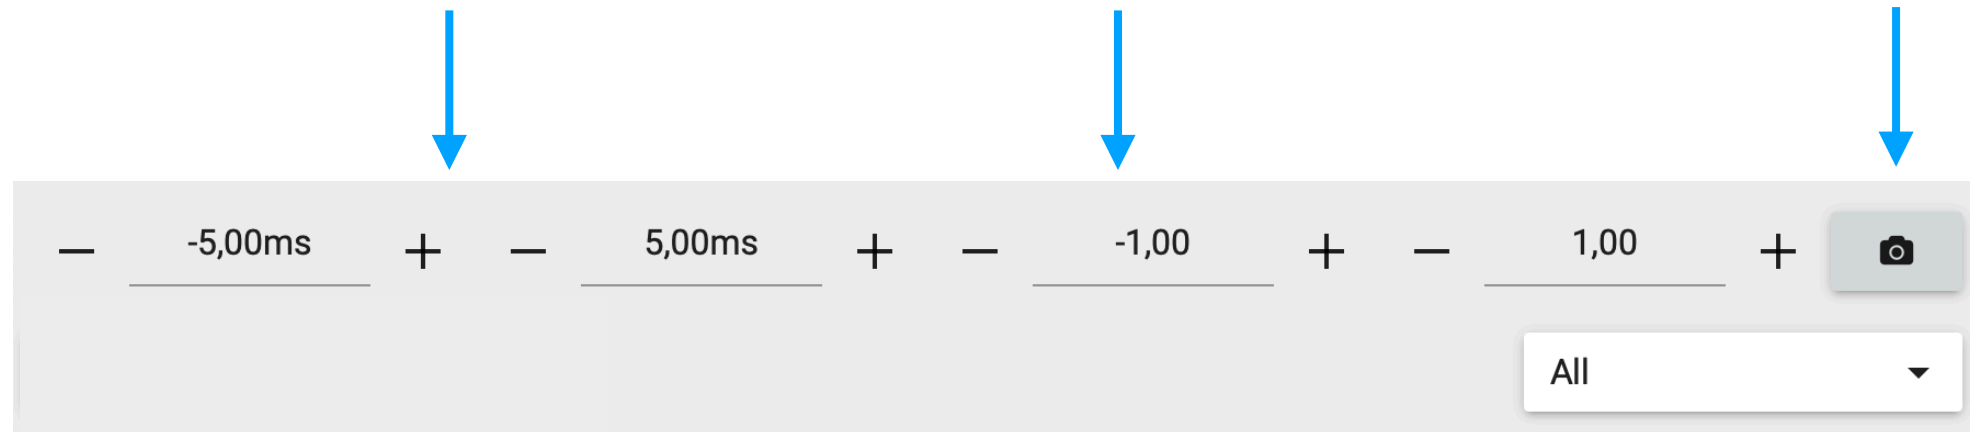 − -5,00ms + − 5,00ms + − -1,00 + − 1,00 +
All